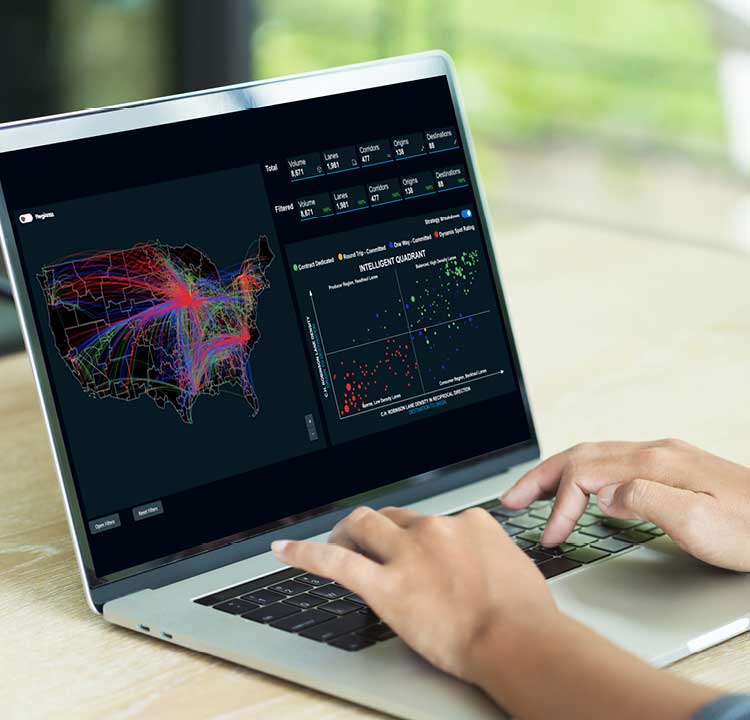 Regions
Total
Volume
8,671
Lanes
1,981
Corridors
477
Origins
138
Destinations
88
Filtered
Volume
8,671
Lanes
1,981
Corridors
477
Origins
138
Destinations
88
Strategy Breakdown
Contract Dedicated
Round Trip - Committed
One Way - Committed
Dynamic Spot Rating
INTELLIGENT QUADRANT
Producer Region, Headhaul Lanes
Balanced, High Density Lanes
C.H. ROBINSON LANE DENSITY
Low Density Lanes
Consumer Region, Backhaul Lanes
C.H. ROBINSON LANE DENSITY IN RECIPROCAL DIRECTION
DESTINATION TO ORIGIN
Open Filters
Reset Filters